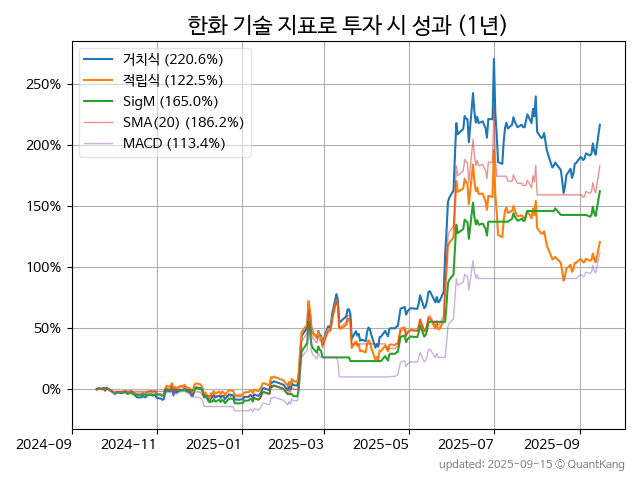 한화 기술 지표로 투자 시 성과 (1년)
거치식 (220.6%)
적립식 (122.5%)
SigM (165.0%)
SMA(20) (186.2%)
MACD (113.4%)
250%
200%
150%
100%
50%
0%
2024-09 2024-11 2025-01 2025-03 2025-05 2025-07 2025-09
updated: 2025-09-15 © QuantKang